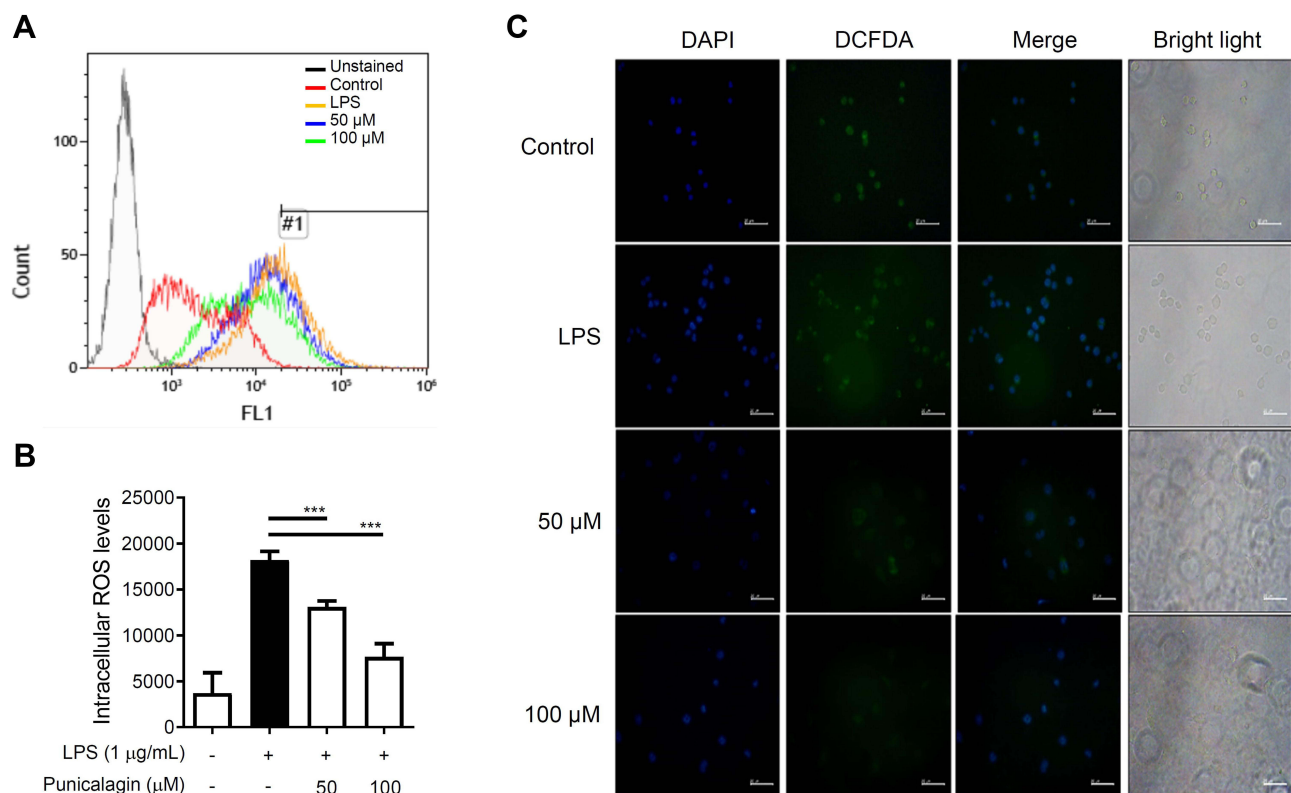 A
Unstained
Control
LPS
50 µM
100 µM
100
50
0
Count
#1
10³ 10⁴ 10⁵ 10⁶
FL1
B
25000
20000
15000
10000
5000
0
Intracellular ROS levels
***
***
LPS (1 µg/mL) - + + +
Punicalagin (µM) - - 50 100
C
DAPI DCFDA Merge Bright light
Control
LPS
50 µM
100 µM